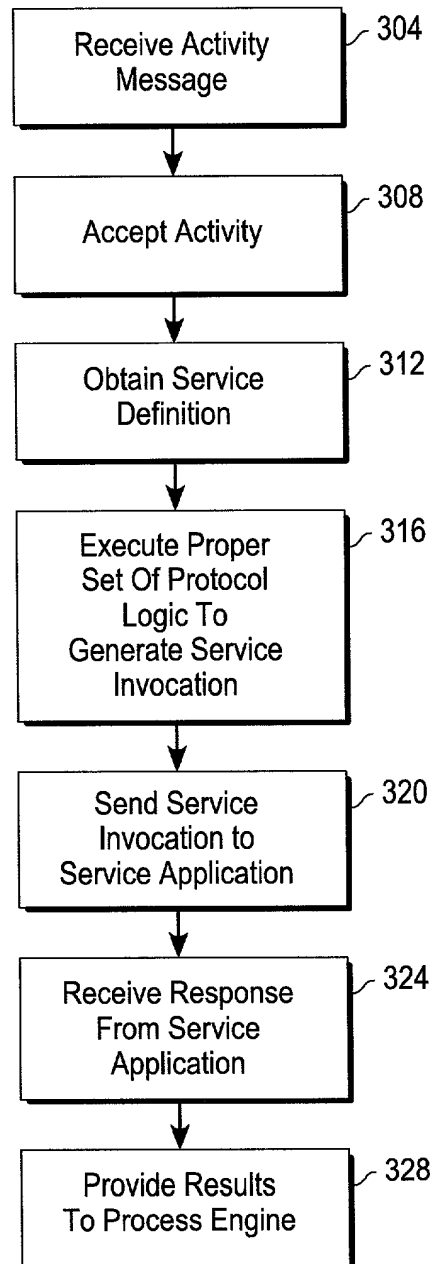 Receive Activity
Message
304
Accept Activity
308
Obtain Service
Definition
312
Execute Proper
Set Of Protocol
Logic To
Generate Service
Invocation
316
Send Service
Invocation to
Service Application
320
Receive Response
From Service
Application
324
Provide Results
To Process Engine
328